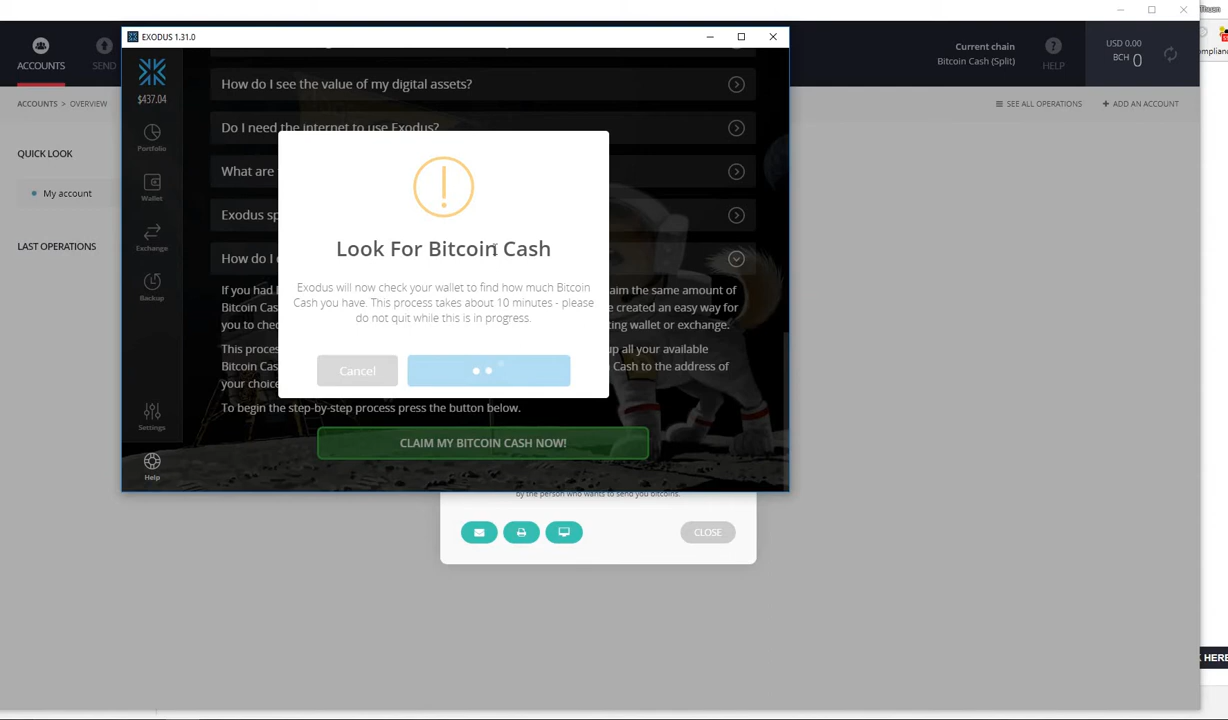 Thuom
EXODUS 1.31.0
ACCOUNTS
SEND
$437.04
Current chain
Bitcoin Cash (Split)
HELP
USD 0.00
BCH 0
ompliance
ACCOUNTS > OVERVIEW
SEE ALL OPERATIONS
+ ADD AN ACCOUNT
QUICK LOOK
My account
LAST OPERATIONS
Portfolio
Wallet
Exchange
Backup
Settings
Help
How do I see the value of my digital assets?
Do I need the internet to use Exodus?
What are
Exodus sp
How do I
Look For Bitcoin Cash
Exodus will now check your wallet to find how much Bitcoin
Cash you have. This process takes about 10 minutes - please
do not quit while this is in progress.
Cancel
If you had
aim the same amount of
Bitcoin Cas
e created an easy way for
you to che
ting wallet or exchange.
This proces
up all your available
Bitcoin Cas
Cash to the address of
your choice
To begin the step-by-step process press the button below.
CLAIM MY BITCOIN CASH NOW!
by the person who wants to send you bitcoins.
CLOSE
HERE